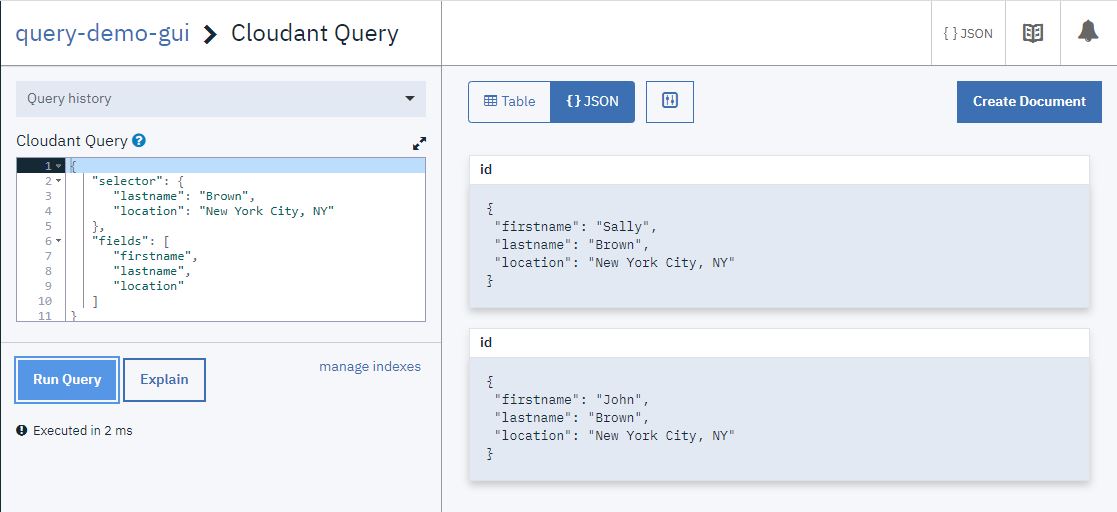 query-demo-gui > Cloudant Query
{ } JSON
Query history
Cloudant Query ?
1 {
2 "selector": {
3 "lastname": "Brown",
4 "location": "New York City, NY"
5 },
6 "fields": [
7 "firstname",
8 "lastname",
9 "location"
10 ]
11 }
Run Query
Explain
manage indexes
Executed in 2 ms
Table
{} JSON
Create Document
id
{
"firstname": "Sally",
"lastname": "Brown",
"location": "New York City, NY"
}
id
{
"firstname": "John",
"lastname": "Brown",
"location": "New York City, NY"
}